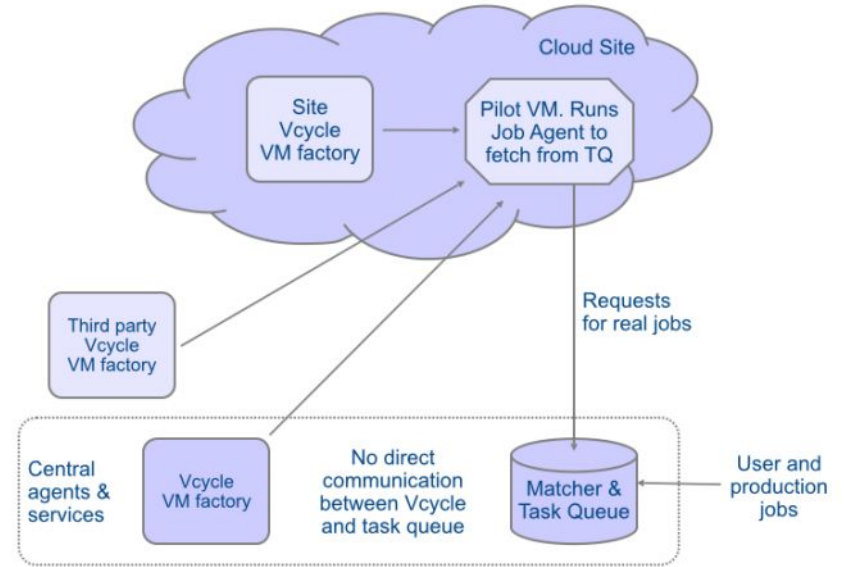 Cloud Site
Site
Vcycle
VM factory
Pilot VM. Runs
Job Agent to
fetch from TQ
Requests
for real jobs
Third party
Vcycle
VM factory
Central
agents &
services
Vcycle
VM factory
No direct
communication
between Vcycle
and task queue
Matcher &
Task Queue
User and
production
jobs